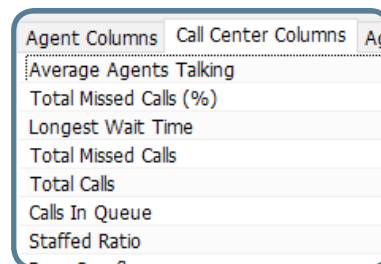 Agent Columns Call Center Columns
Average Agents Talking
Total Missed Calls (%)
Longest Wait Time
Total Missed Calls
Total Calls
Calls In Queue
Staffed Ratio